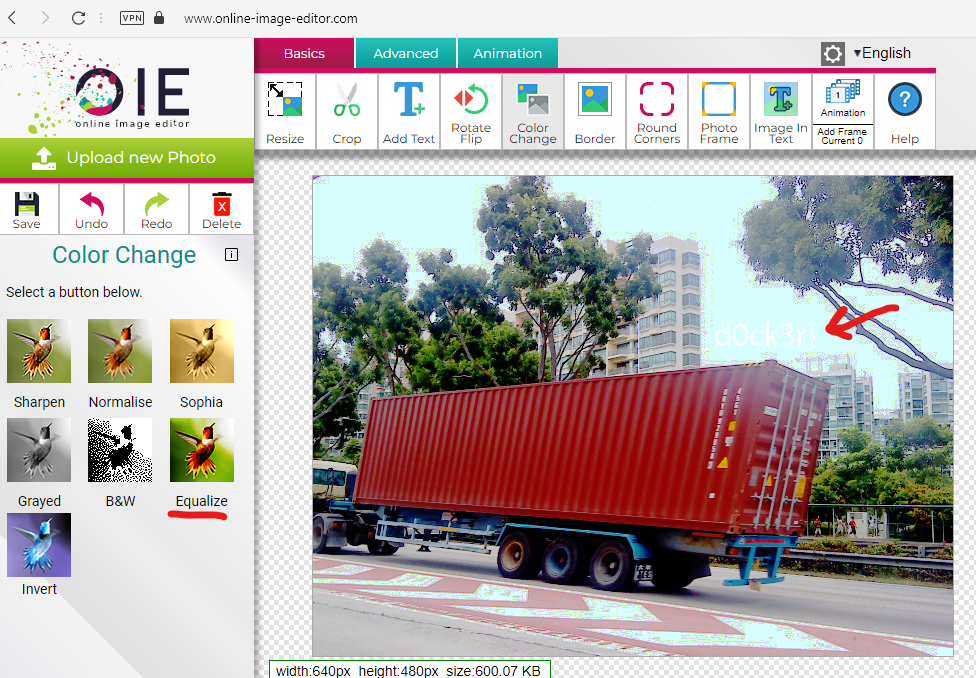 VPN www.online-image-editor.com
Basics Advanced Animation ▾English
OIE
online image editor
Resize Crop Add Text Rotate Flip Color Change Border Round Corners Photo Frame Image In Text Animation Add Frame Current 0 Help
Upload new Photo
Save Undo Redo Delete
Color Change
Select a button below.
Sharpen Normalise Sophia
Grayed B&W Equalize
Invert
d0ck3r}
width:640px height:480px size:600.07 KB